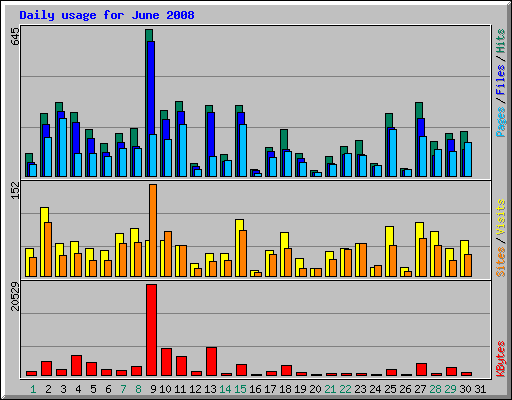 Daily usage for June 2008
645
Pages / Files / Hits
152
Sites / Visits
20529
KBytes
1 2 3 4 5 6 7 8 9 10 11 12 13 14 15 16 17 18 19 20 21 22 23 24 25 26 27 28 29 30 31